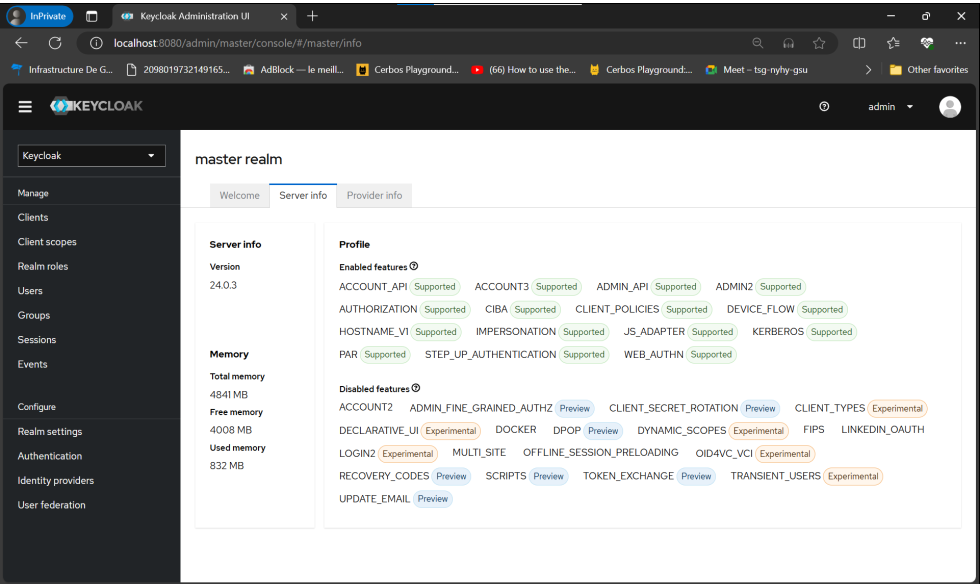 InPrivate Keycloak Administration UI
localhost:8080/admin/master/console/#/master/info
Infrastructure De G... 2098019732149165... AdBlock — le meill... Cerbos Playground... (66) How to use the... Cerbos Playground:... Meet – tsg-nyhy-gsu Other favorites
KEYCLOAK admin
Keycloak
Manage
Clients
Client scopes
Realm roles
Users
Groups
Sessions
Events
Configure
Realm settings
Authentication
Identity providers
User federation
master realm
Welcome Server info Provider info
Server info
Version
24.0.3
Memory
Total memory
4841 MB
Free memory
4008 MB
Used memory
832 MB
Profile
Enabled features
ACCOUNT_API Supported ACCOUNT3 Supported ADMIN_API Supported ADMIN2 Supported
AUTHORIZATION Supported CIBA Supported CLIENT_POLICIES Supported DEVICE_FLOW Supported
HOSTNAME_V1 Supported IMPERSONATION Supported JS_ADAPTER Supported KERBEROS Supported
PAR Supported STEP_UP_AUTHENTICATION Supported WEB_AUTHN Supported
Disabled features
ACCOUNT2 ADMIN_FINE_GRAINED_AUTHZ Preview CLIENT_SECRET_ROTATION Preview CLIENT_TYPES Experimental
DECLARATIVE_UI Experimental DOCKER DPOP Preview DYNAMIC_SCOPES Experimental FIPS LINKEDIN_OAUTH
LOGIN2 Experimental MULTI_SITE OFFLINE_SESSION_PRELOADING OID4VC_VCI Experimental
RECOVERY_CODES Preview SCRIPTS Preview TOKEN_EXCHANGE Preview TRANSIENT_USERS Experimental
UPDATE_EMAIL Preview